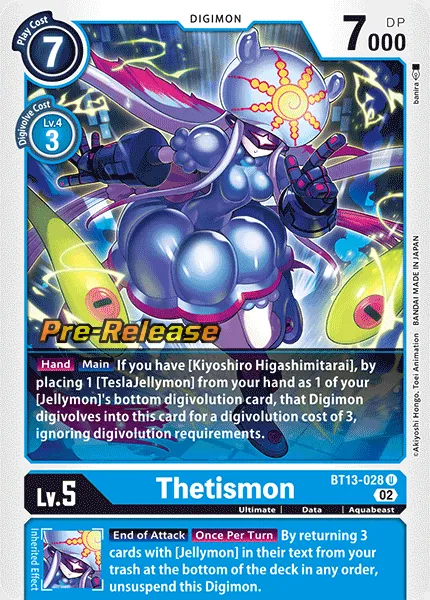 DIGIMON
Play Cost
7
7000 DP
Digivolve Cost
Lv.4
3
banira
©Akiyoshi Hongo, Toei Animation BANDAI MADE IN JAPAN
Pre-Release
Hand Main If you have [Kiyoshiro Higashimitarai], by
placing 1 [TeslaJellymon] from your hand as 1 of your
[Jellymon]'s bottom digivolution card, that Digimon
digivolves into this card for a digivolution cost of 3,
ignoring digivolution requirements.
Lv.5
Thetismon
BT13-028 U
02
Ultimate | Data | Aquabeast
Inherited Effect
End of Attack Once Per Turn By returning 3
cards with [Jellymon] in their text from your
trash at the bottom of the deck in any order,
unsuspend this Digimon.